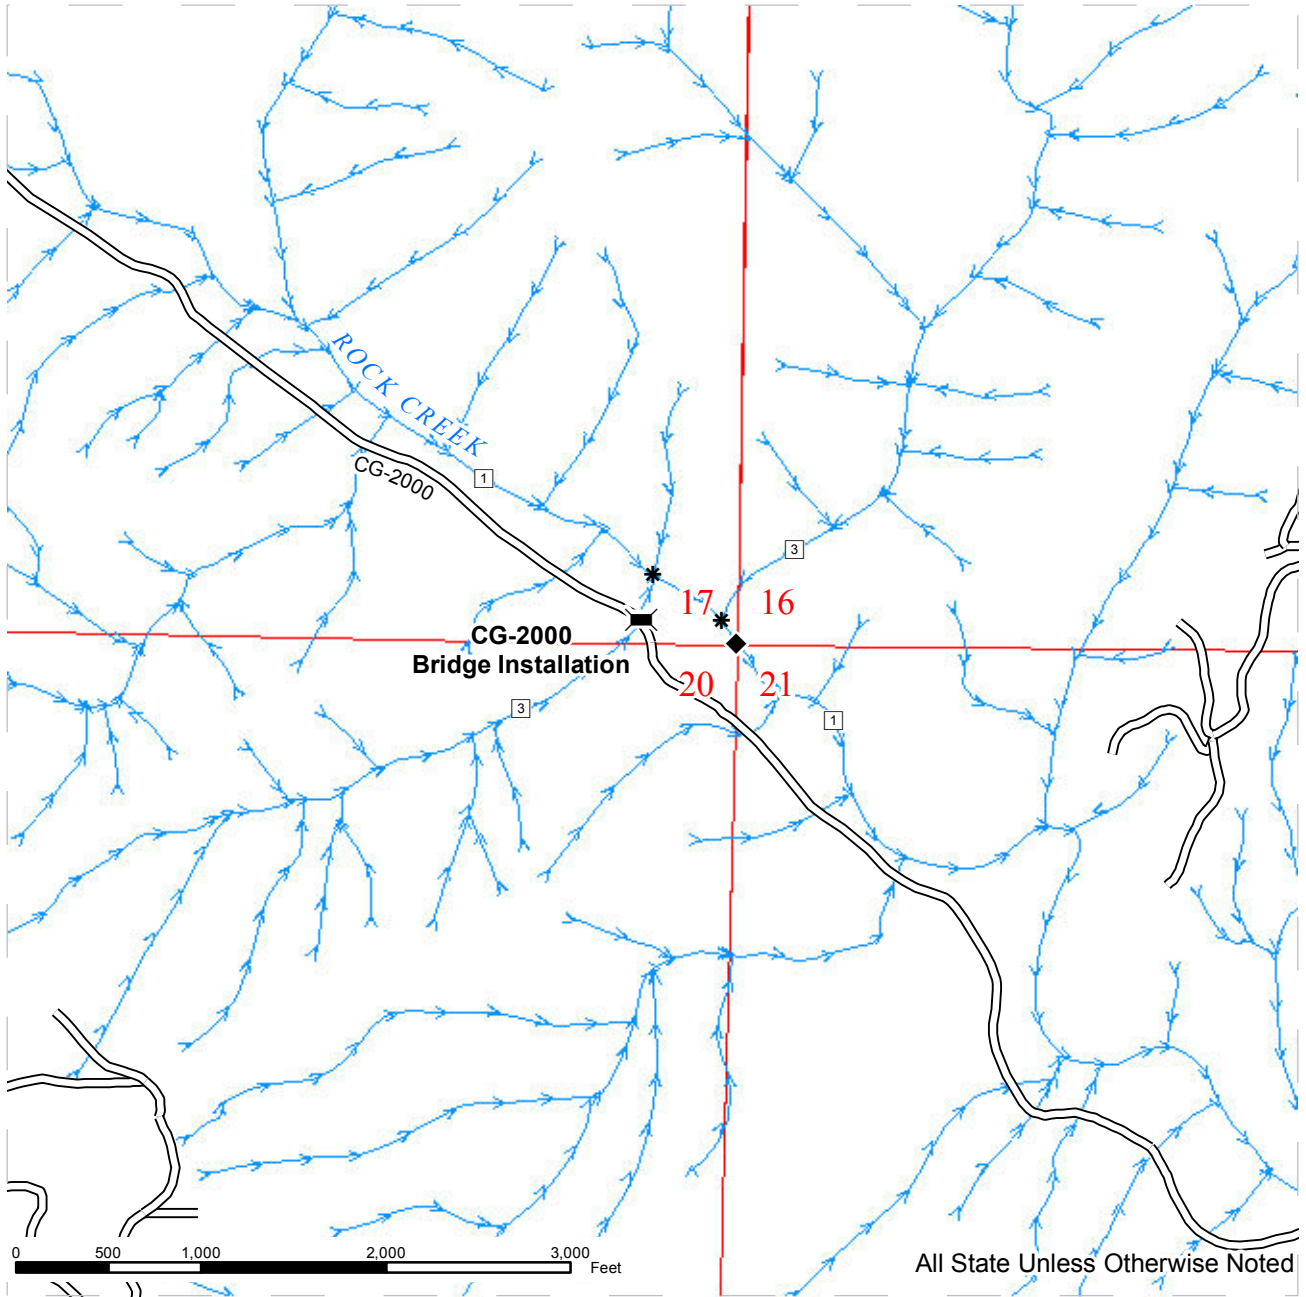 ROCK CREEK
1
CG-2000
3
17 16
CG-2000
Bridge Installation
20 21
3
1
0 500 1,000 2,000 3,000
Feet
All State Unless Otherwise Noted